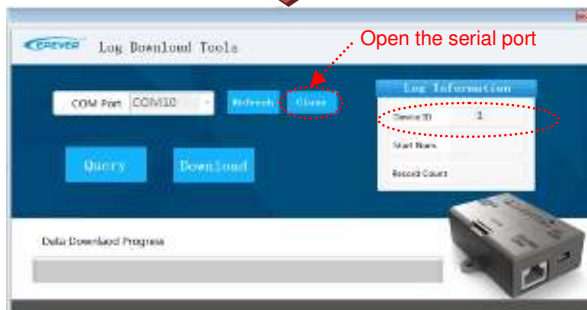 EPEVER Log Download Tools
Open the serial port
COM Port COM10 Refresh Close
Log Information
Device ID 1
Start Num
Record Count
Query Download
Data Downlaod Progress